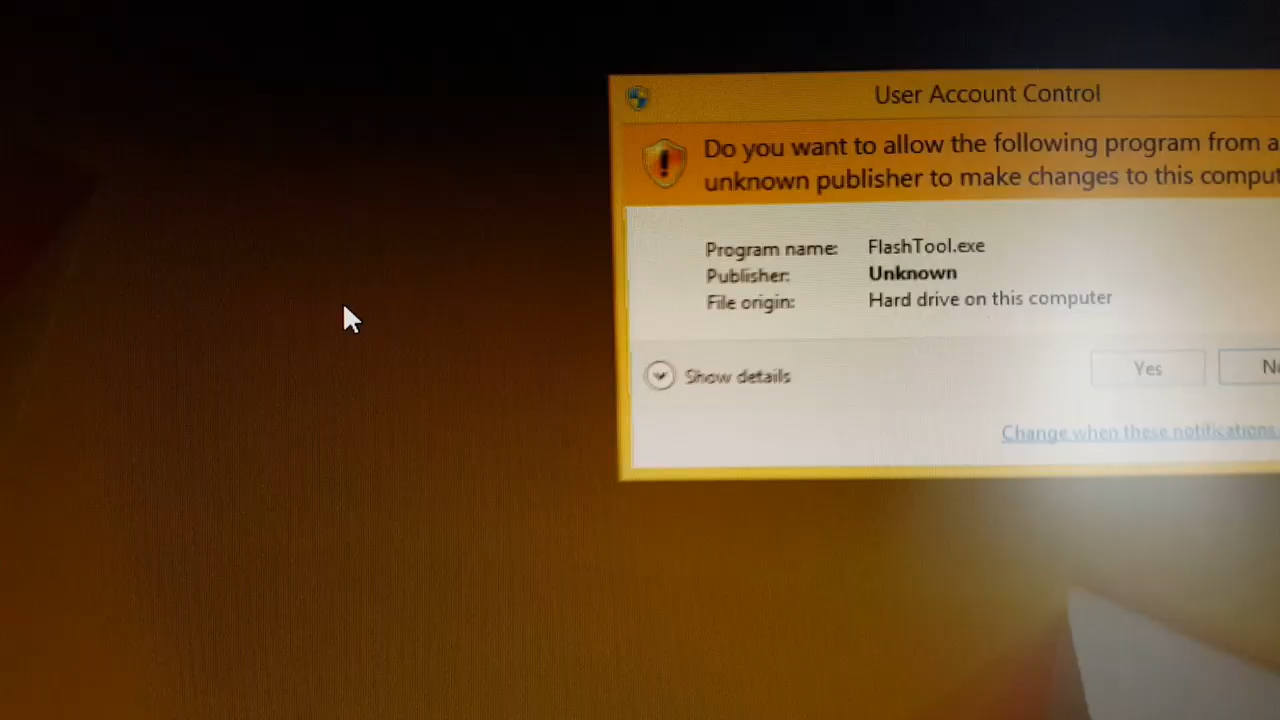 User Account Control
Do you want to allow the following program from a
unknown publisher to make changes to this
Program name: FlashTool.exe
Publisher: Unknown
File origin: Hard drive on this computer
Show details
Yes
Change when these notifications